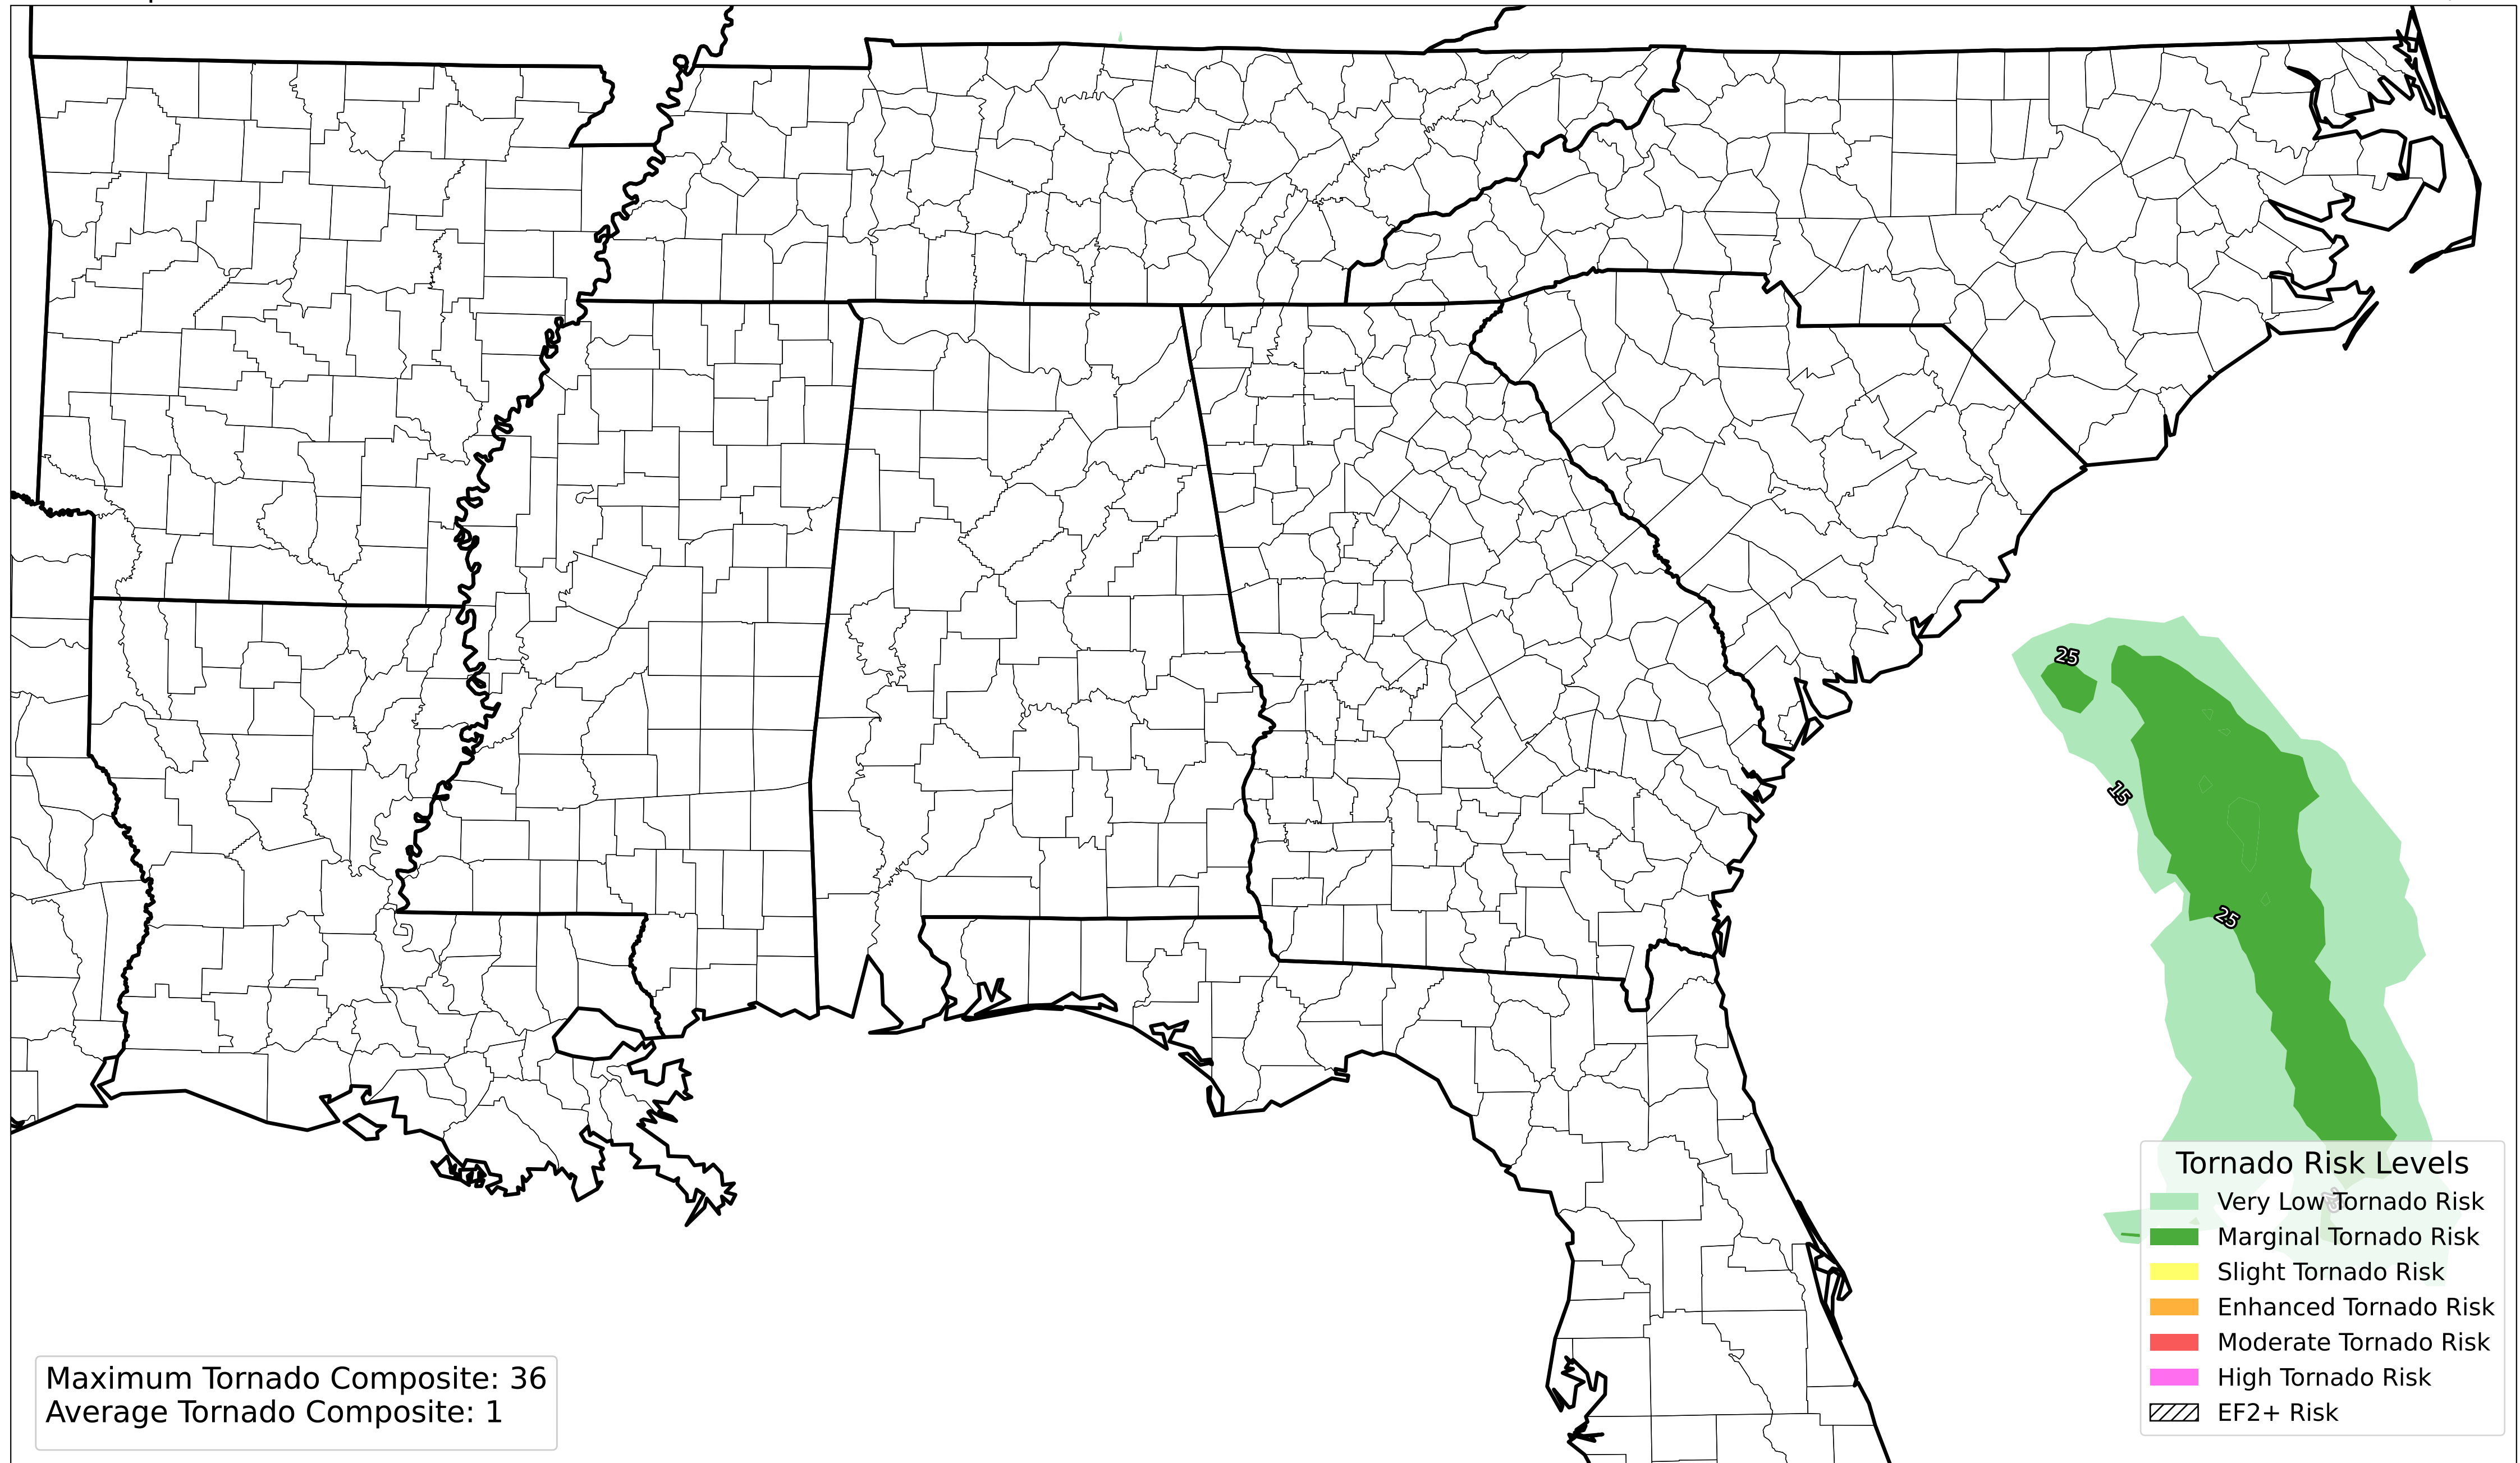 25
15
25
Tornado Risk Levels
Very Low Tornado Risk
Marginal Tornado Risk
Slight Tornado Risk
Enhanced Tornado Risk
Moderate Tornado Risk
High Tornado Risk
EF2+ Risk
Maximum Tornado Composite: 36
Average Tornado Composite: 1